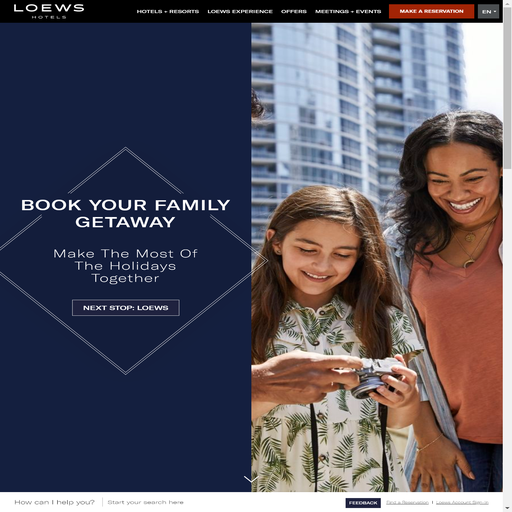 LOEWS
HOTELS
HOTELS + RESORTS
LOEWS EXPERIENCE
OFFERS
MEETINGS + EVENTS
MAKE A RESERVATION
EN
BOOK YOUR FAMILY
GETAWAY
Make The Most Of
The Holidays
Together
NEXT STOP: LOEWS
How can I help you?
Start your search here
FEEDBACK
Find a Reservation | Loews Account Sign in